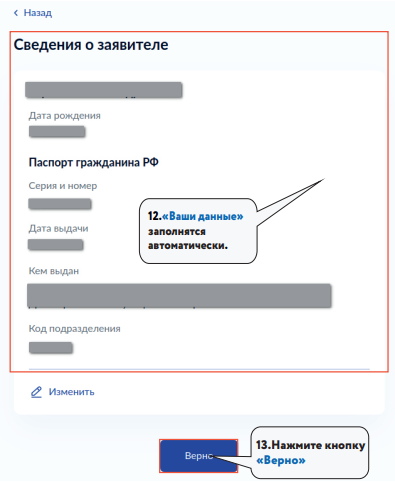 ‹ Назад
Сведения о заявителе
Дата рождения
Паспорт гражданина РФ
Серия и номер
12.«Ваши данные»
заполнятся
автоматически.
Дата выдачи
Кем выдан
Код подразделения
Изменить
Верно
13.Нажмите кнопку
«Верно»